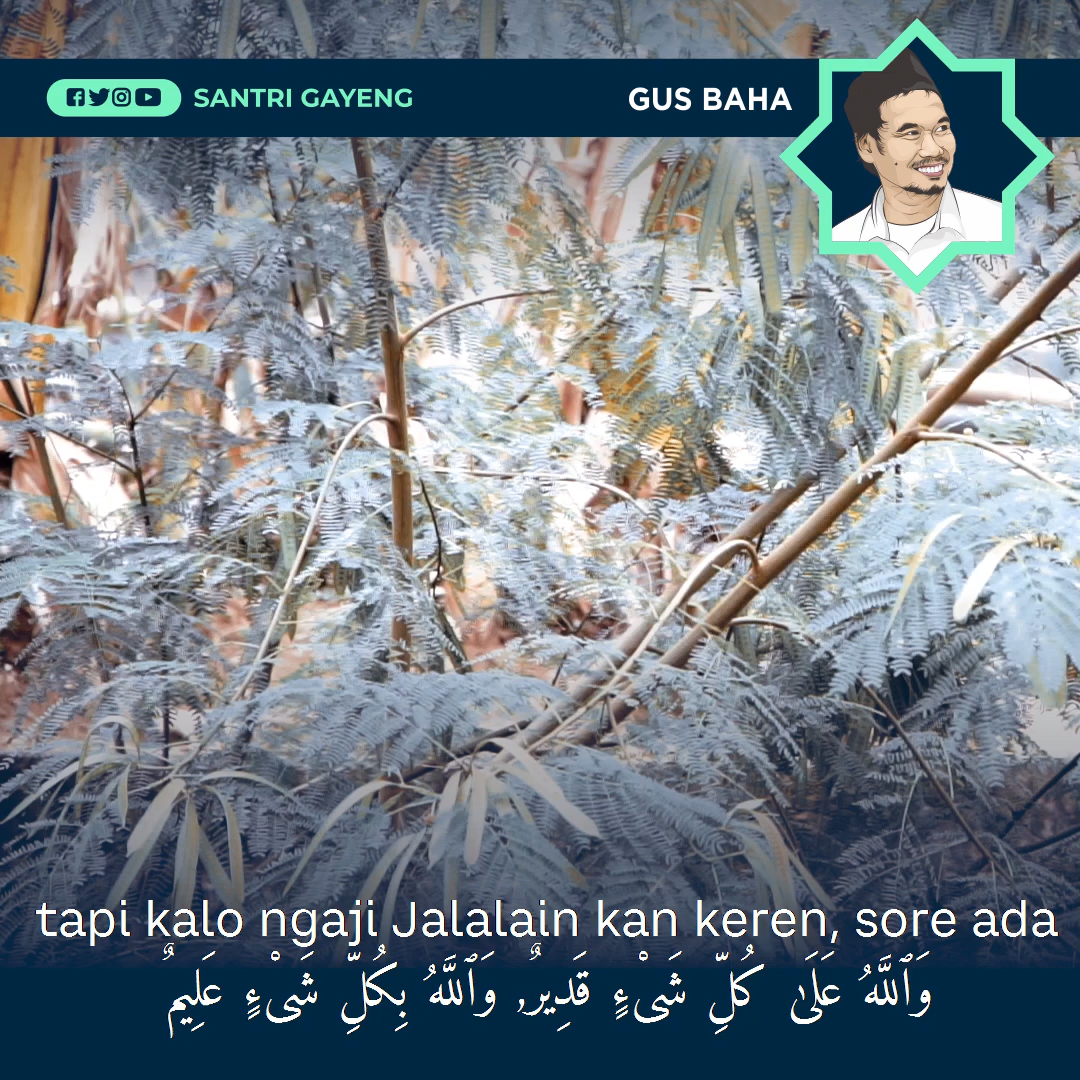 SANTRI GAYENG
GUS BAHA
tapi kalo ngaji Jalalain kan keren, sore ada
وَٱللَّهُ عَلَىٰ كُلِّ شَىْءٍ قَدِيرٌ, وَٱللَّهُ بِكُلِّ شَىْءٍ عَلِيمٌ